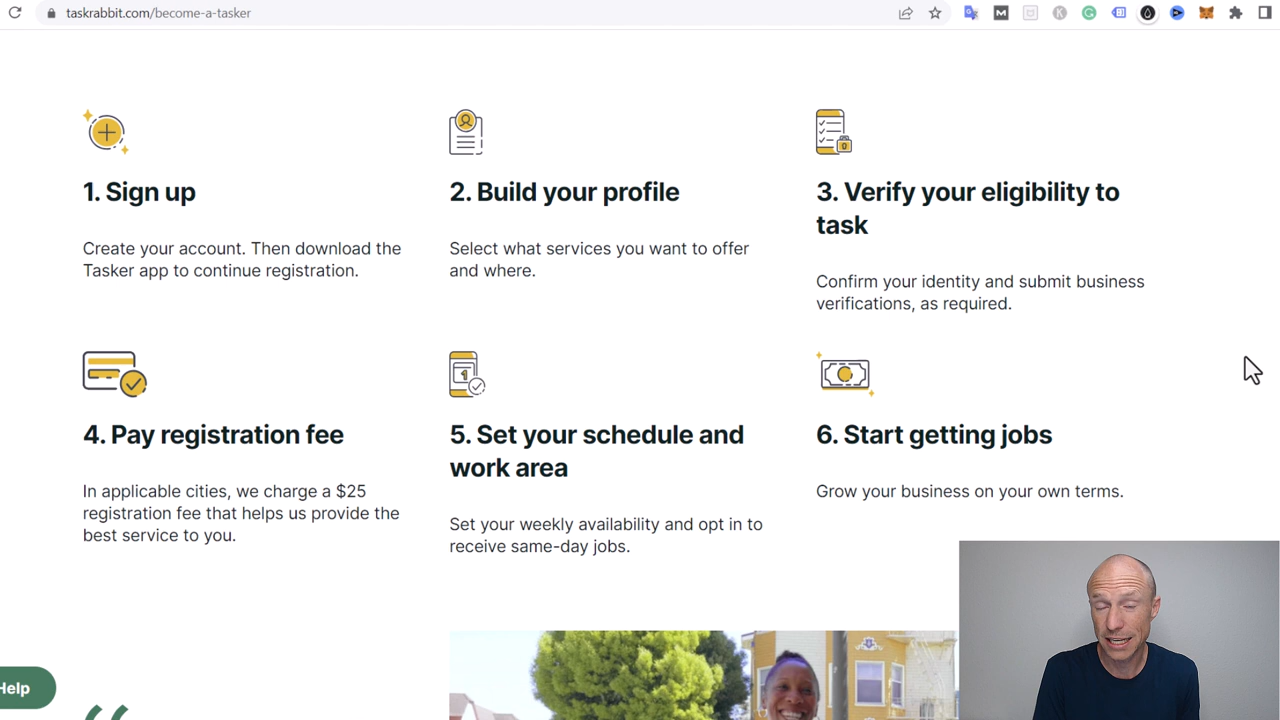 taskrabbit.com/become-a-tasker
1. Sign up
Create your account. Then download the
Tasker app to continue registration.
2. Build your profile
Select what services you want to offer
and where.
3. Verify your eligibility to
task
Confirm your identity and submit business
verifications, as required.
4. Pay registration fee
In applicable cities, we charge a $25
registration fee that helps us provide the
best service to you.
5. Set your schedule and
work area
Set your weekly availability and opt in to
receive same-day jobs.
6. Start getting jobs
Grow your business on your own terms.
Help